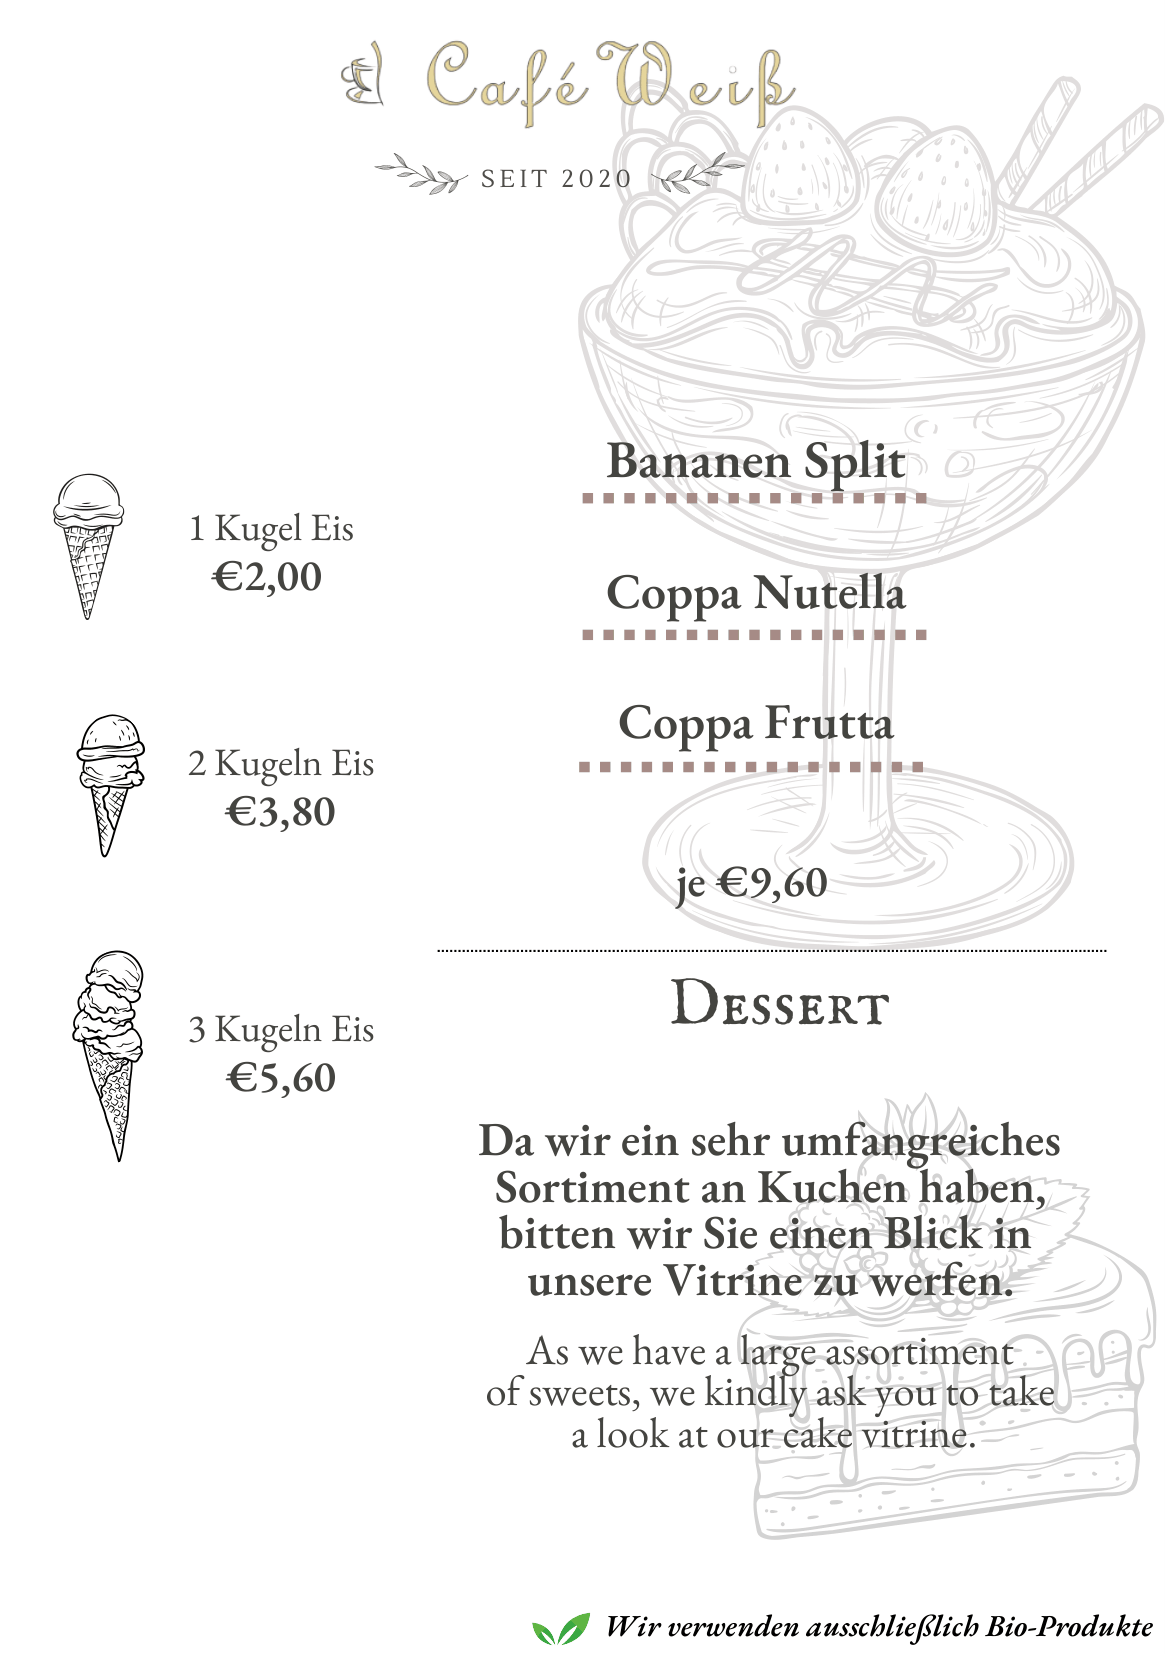 Café Weiß
SEIT 2020
1 Kugel Eis
€2,00
2 Kugeln Eis
€3,80
3 Kugeln Eis
€5,60
Bananen Split
Coppa Nutella
Coppa Frutta
je €9,60
DESSERT
Da wir ein sehr umfangreiches
Sortiment an Kuchen haben,
bitten wir Sie einen Blick in
unsere Vitrine zu werfen.
As we have a large assortiment
of sweets, we kindly ask you to take
a look at our cake vitrine.
Wir verwenden ausschließlich Bio-Produkte